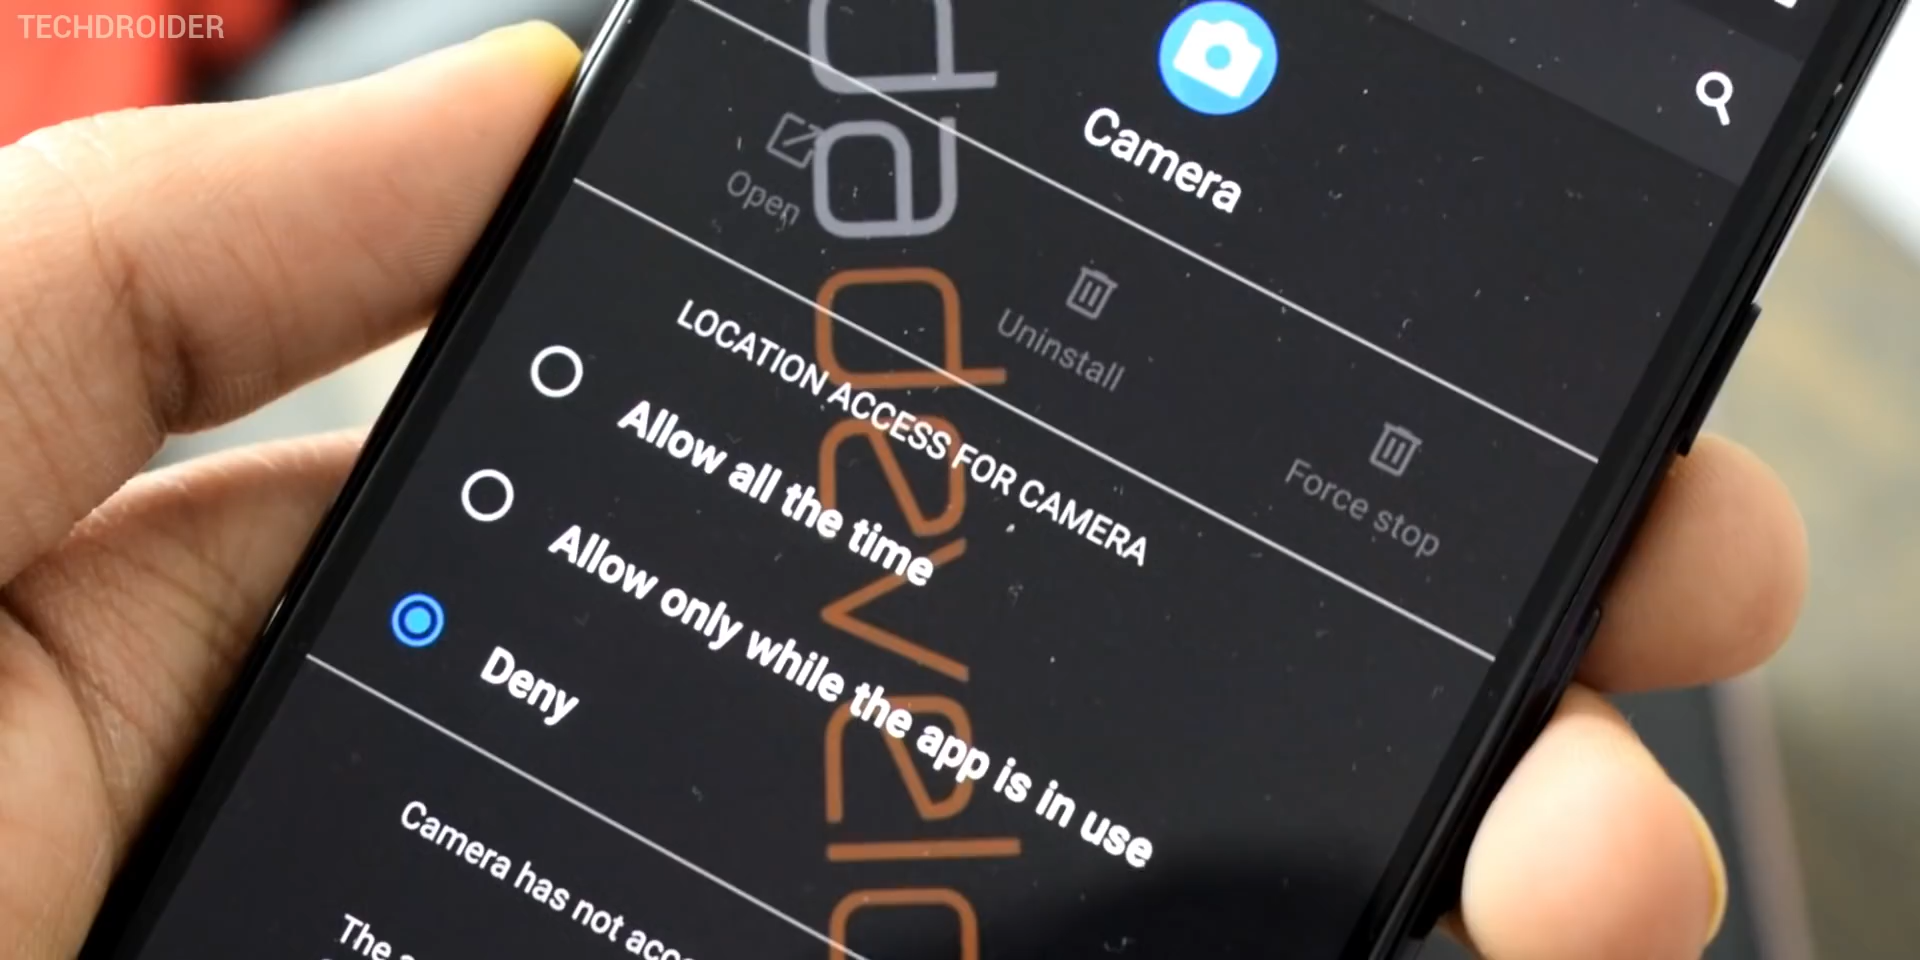 TECHDROIDER
Camera
Open
Uninstall
Force stop
LOCATION ACCESS FOR CAMERA
Allow all the time
Allow only while the app is in use
Deny
Camera has not
The